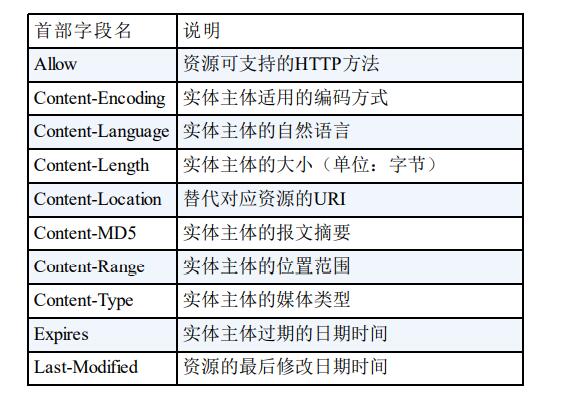 首部字段名 说明
Allow 资源可支持的HTTP方法
Content-Encoding 实体主体适用的编码方式
Content-Language 实体主体的自然语言
Content-Length 实体主体的大小（单位：字节）
Content-Location 替代对应资源的URI
Content-MD5 实体主体的报文摘要
Content-Range 实体主体的位置范围
Content-Type 实体主体的媒体类型
Expires 实体主体过期的日期时间
Last-Modified 资源的最后修改日期时间